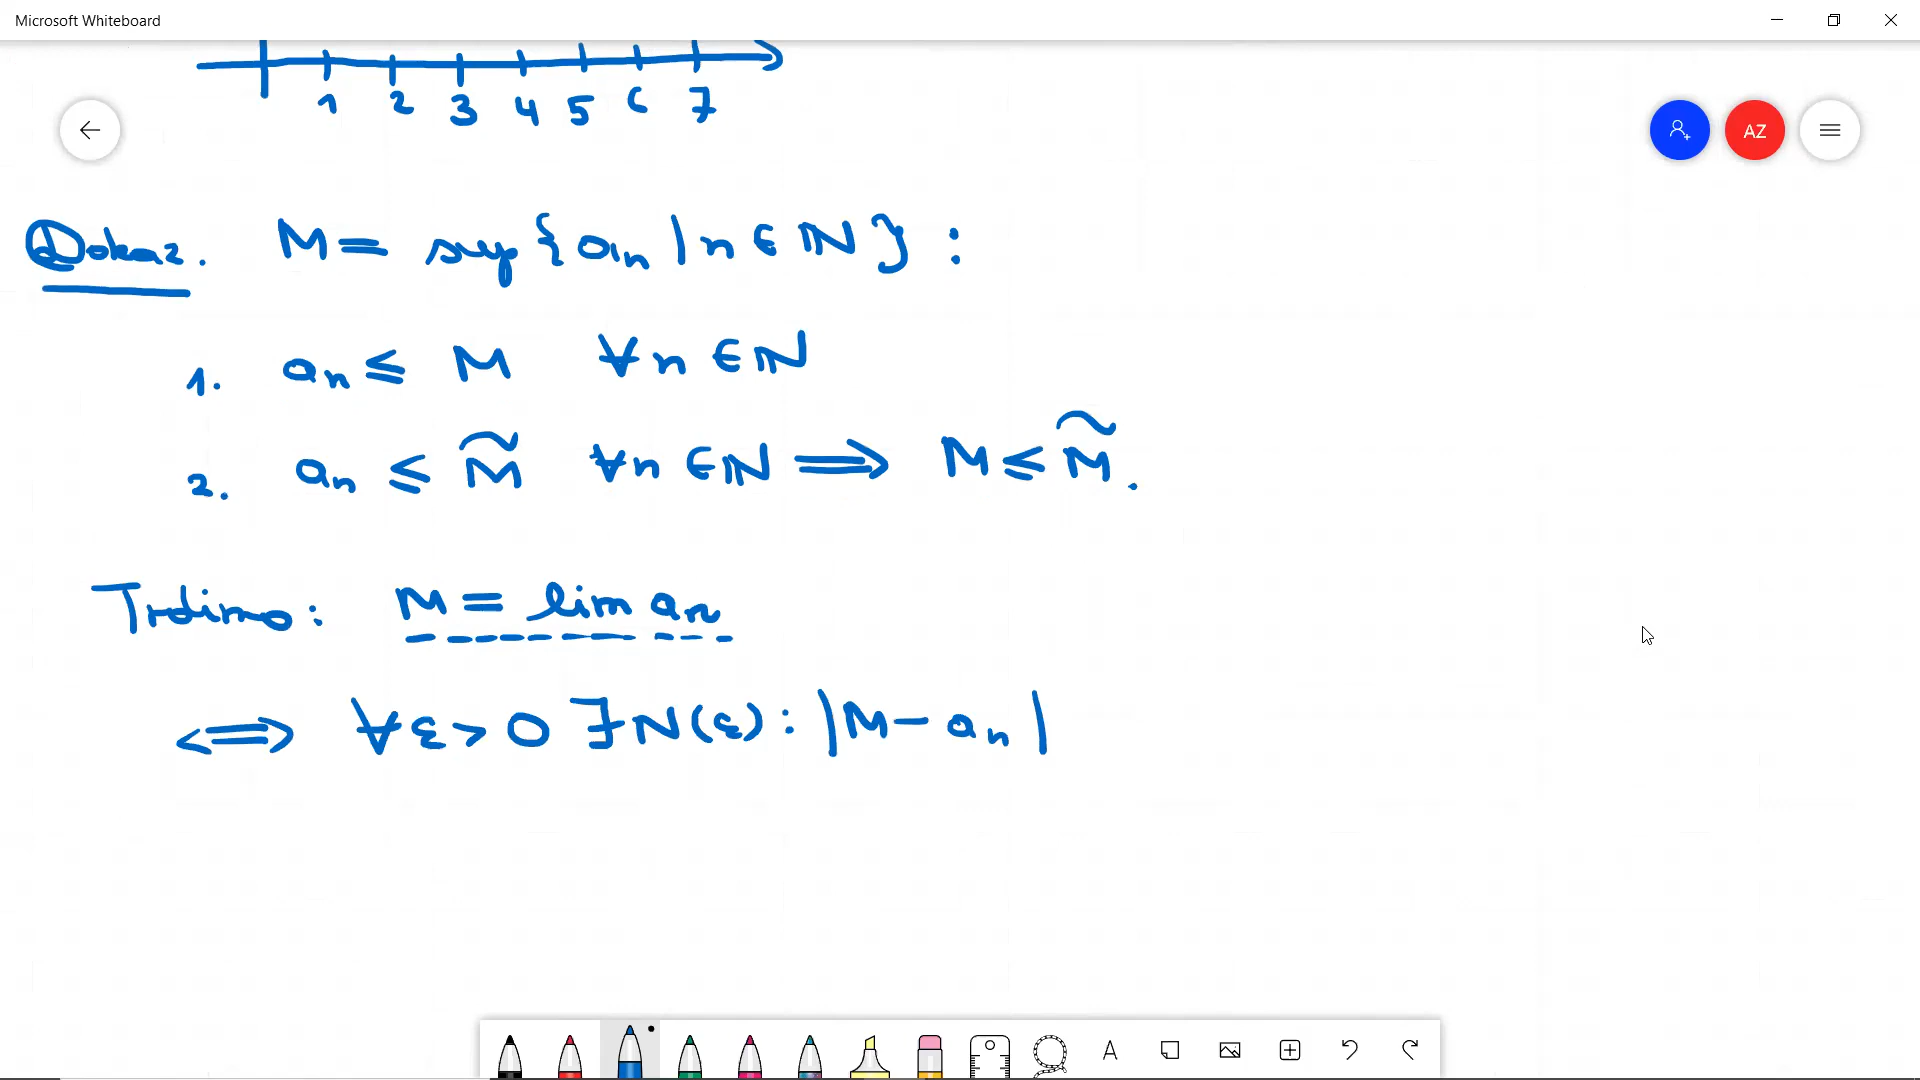 Microsoft Whiteboard
1 2 3 4 5 6 7
AZ
Dokaz. M = sup{aₙ | n ∈ ℕ} :
1. aₙ ≤ M ∀n ∈ ℕ
2. aₙ ≤ M̃ ∀n ∈ ℕ ⟹ M ≤ M̃.
Trdimo: M = lim aₙ
⟺ ∀ε > 0 ∃N(ε): |M − aₙ|
A